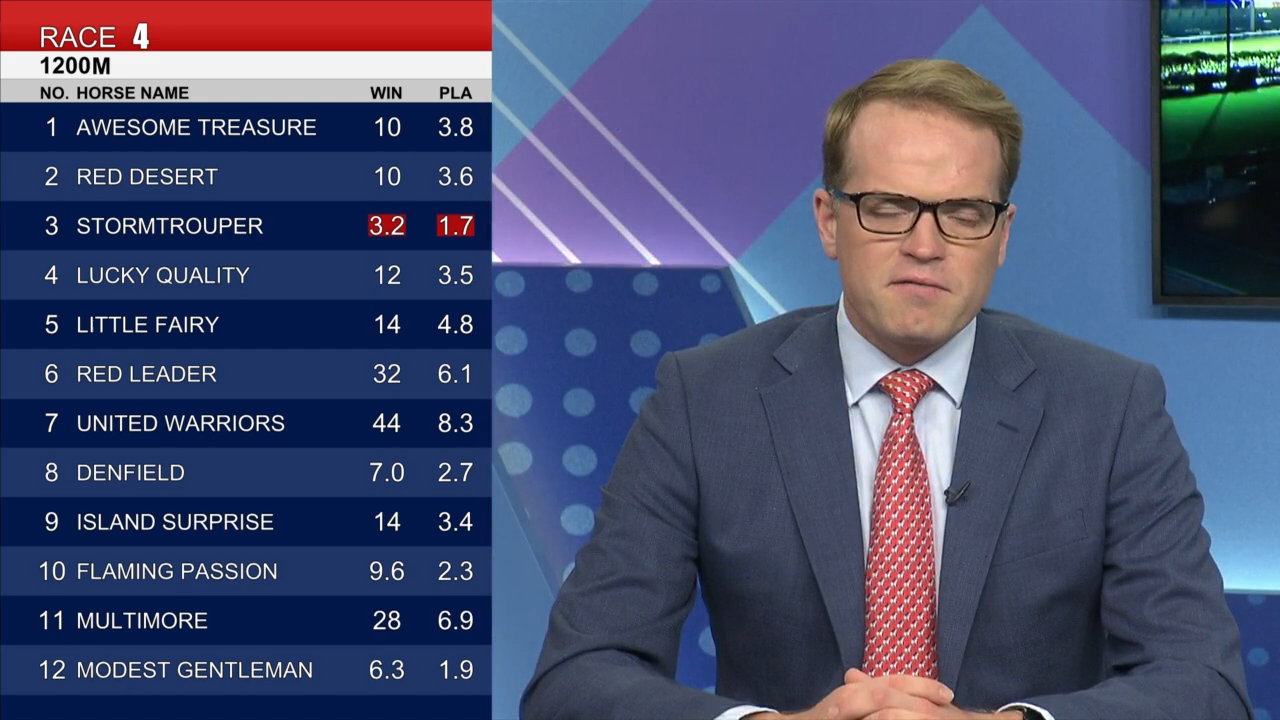 RACE 4
1200M
NO. HORSE NAME WIN PLA
1 AWESOME TREASURE 10 3.8
2 RED DESERT 10 3.6
3 STORMTROUPER 3.2 1.7
4 LUCKY QUALITY 12 3.5
5 LITTLE FAIRY 14 4.8
6 RED LEADER 32 6.1
7 UNITED WARRIORS 44 8.3
8 DENFIELD 7.0 2.7
9 ISLAND SURPRISE 14 3.4
10 FLAMING PASSION 9.6 2.3
11 MULTIMORE 28 6.9
12 MODEST GENTLEMAN 6.3 1.9